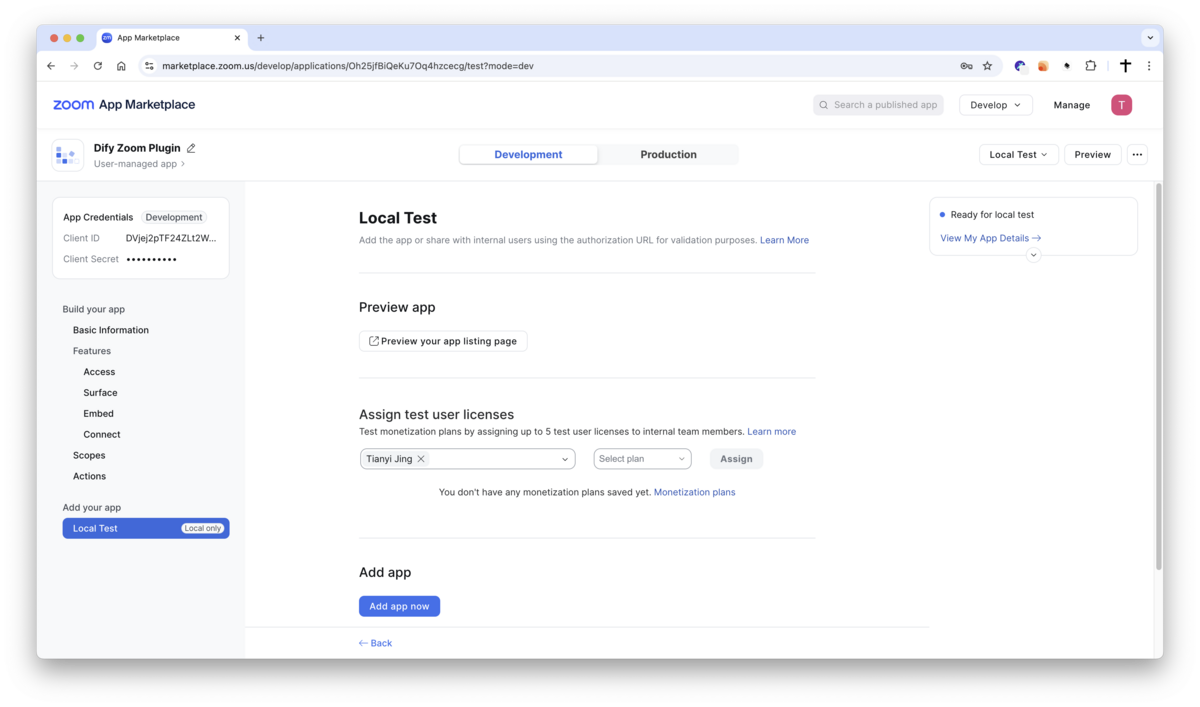 zm App Marketplace
marketplace.zoom.us/develop/applications/Oh25jfBiQeKu7Oq4hzcecg/test?mode=dev
zoom App Marketplace
Search a published app
Develop
Manage
T
Dify Zoom Plugin
User-managed app
Development
Production
Local Test
Preview
App Credentials Development
Client ID DVjej2pTF24ZLt2W...
Client Secret ••••••••••
Build your app
Basic Information
Features
Access
Surface
Embed
Connect
Scopes
Actions
Add your app
Local Test Local only
Local Test
Add the app or share with internal users using the authorization URL for validation purposes. Learn More
Preview app
Preview your app listing page
Assign test user licenses
Test monetization plans by assigning up to 5 test user licenses to internal team members. Learn more
Tianyi Jing
Select plan
Assign
You don't have any monetization plans saved yet. Monetization plans
Add app
Add app now
← Back
Ready for local test
View My App Details →